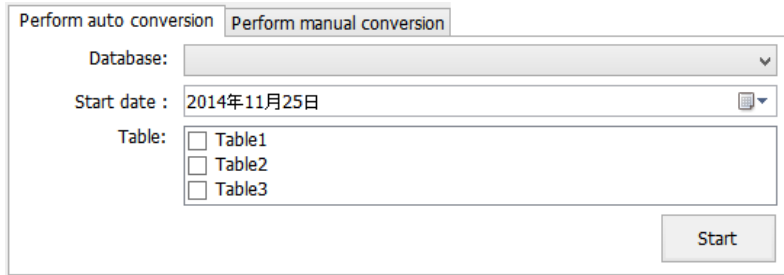 Perform auto conversion Perform manual conversion
Database:
Start date : 2014年11月25日
Table: Table1
Table2
Table3
Start